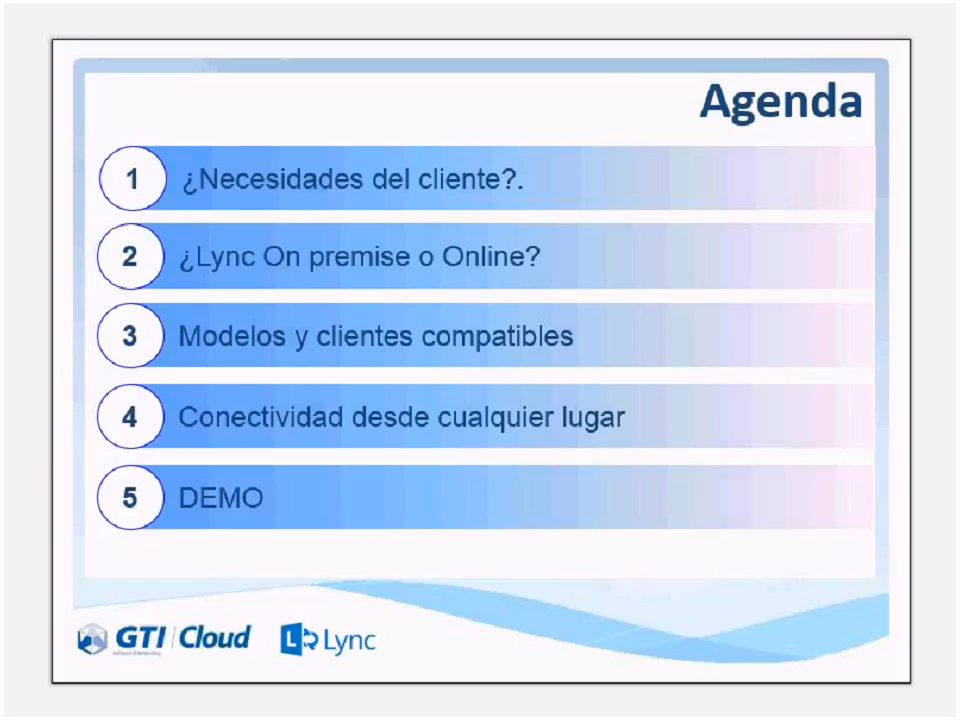 Agenda
1 ¿Necesidades del cliente?.
2 ¿Lync On premise o Online?
3 Modelos y clientes compatibles
4 Conectividad desde cualquier lugar
5 DEMO
GTI Cloud Lync